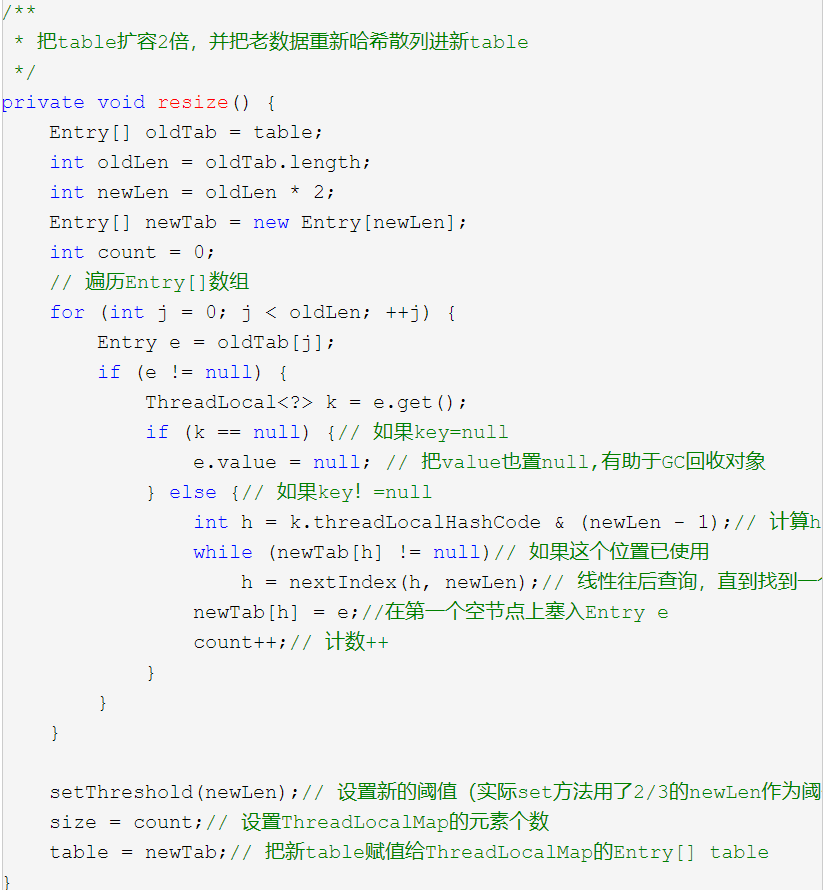 /**
 * 把table扩容2倍，并把老数据重新哈希散列进新table
 */
private void resize() {
    Entry[] oldTab = table;
    int oldLen = oldTab.length;
    int newLen = oldLen * 2;
    Entry[] newTab = new Entry[newLen];
    int count = 0;
    // 遍历Entry[]数组
    for (int j = 0; j < oldLen; ++j) {
        Entry e = oldTab[j];
        if (e != null) {
            ThreadLocal<?> k = e.get();
            if (k == null) {// 如果key=null
                e.value = null; // 把value也置null,有助于GC回收对象
            } else {// 如果key！=null
                int h = k.threadLocalHashCode & (newLen - 1);// 计算h
                while (newTab[h] != null)// 如果这个位置已使用
                    h = nextIndex(h, newLen);// 线性往后查询，直到找到一
                newTab[h] = e;//在第一个空节点上塞入Entry e
                count++;// 计数++
            }
        }
    }

    setThreshold(newLen);// 设置新的阈值（实际set方法用了2/3的newLen作为阈
    size = count;// 设置ThreadLocalMap的元素个数
    table = newTab;// 把新table赋值给ThreadLocalMap的Entry[] table
}